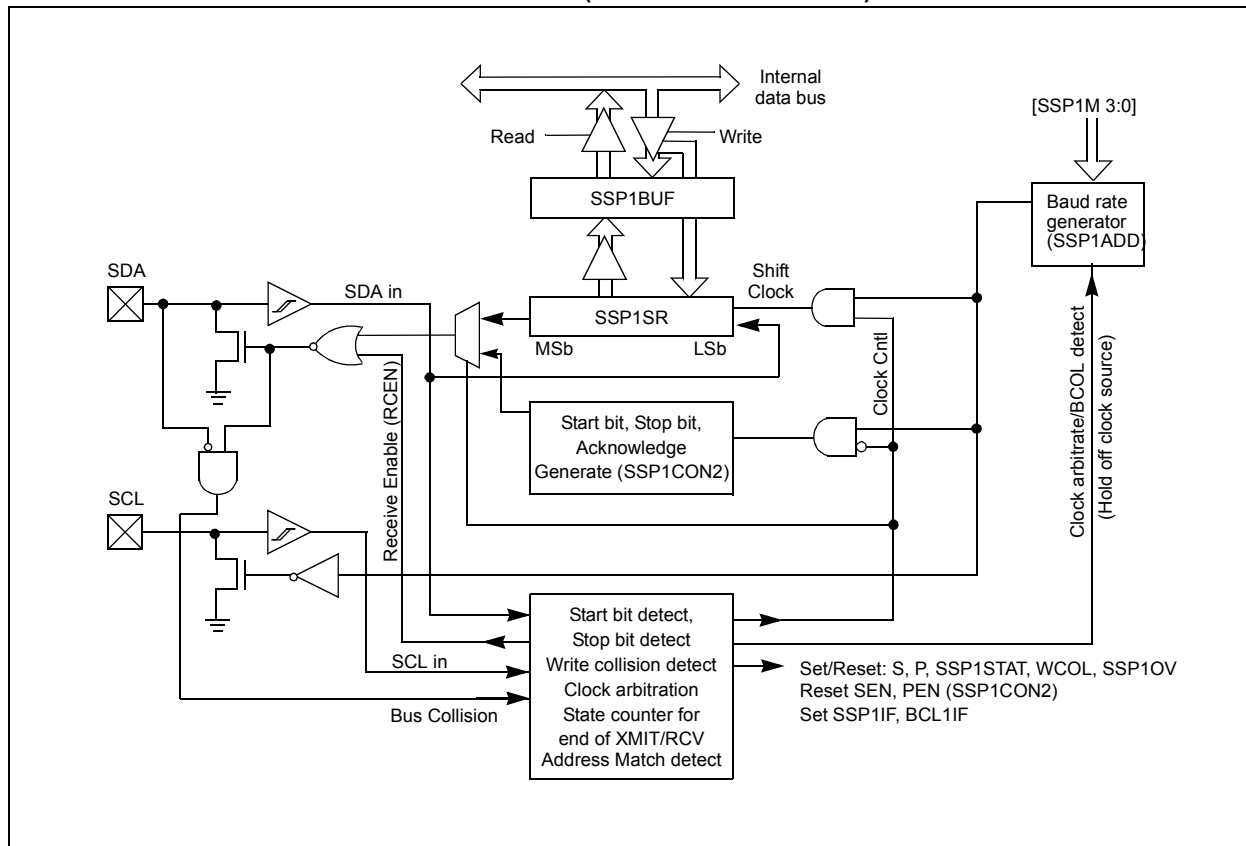 Internal
data bus
[SSP1M 3:0]
Read
Write
SSP1BUF
Baud rate
generator
(SSP1ADD)
SDA
Shift
Clock
SDA in
SSP1SR
MSb
LSb
Clock Cntl
Start bit, Stop bit,
Acknowledge
Generate (SSP1CON2)
Receive Enable (RCEN)
Clock arbitrate/BCOL detect
(Hold off clock source)
SCL
Start bit detect,
Stop bit detect
Write collision detect
Clock arbitration
State counter for
end of XMIT/RCV
Address Match detect
SCL in
Bus Collision
Set/Reset: S, P, SSP1STAT, WCOL, SSP1OV
Reset SEN, PEN (SSP1CON2)
Set SSP1IF, BCL1IF